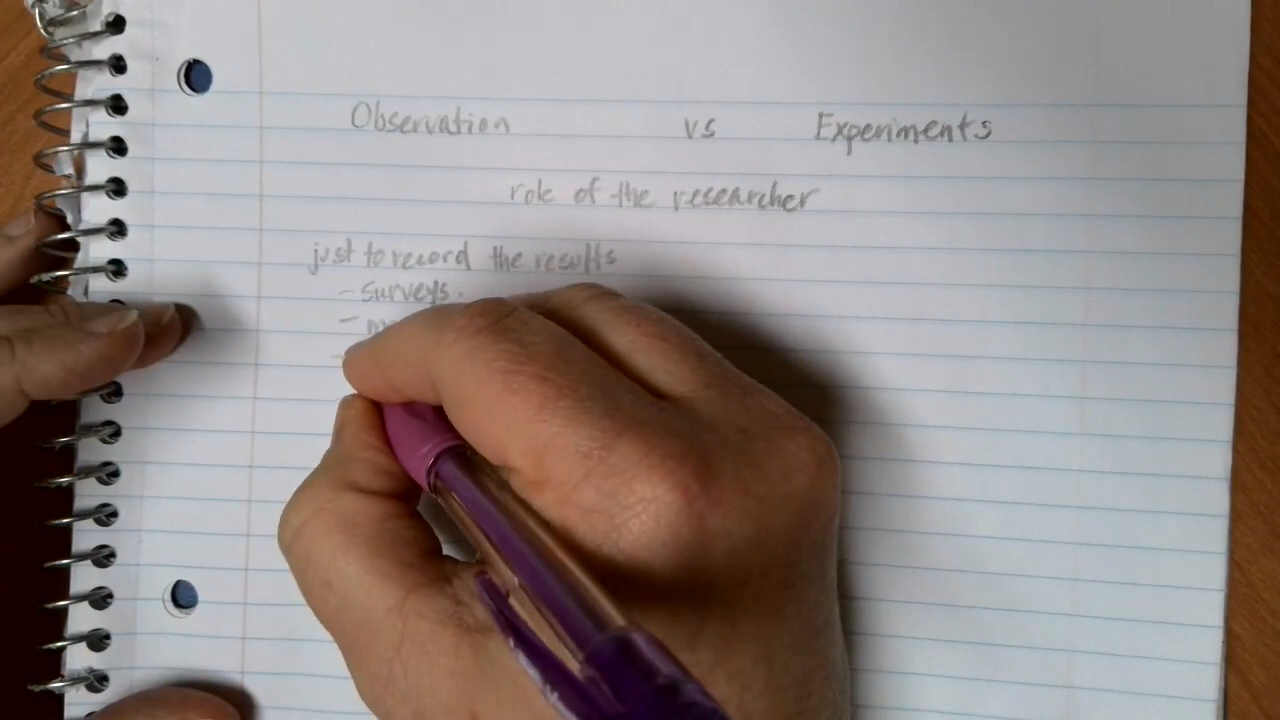 Observation vs Experiments
role of the researcher
just to record the results
- surveys.
-